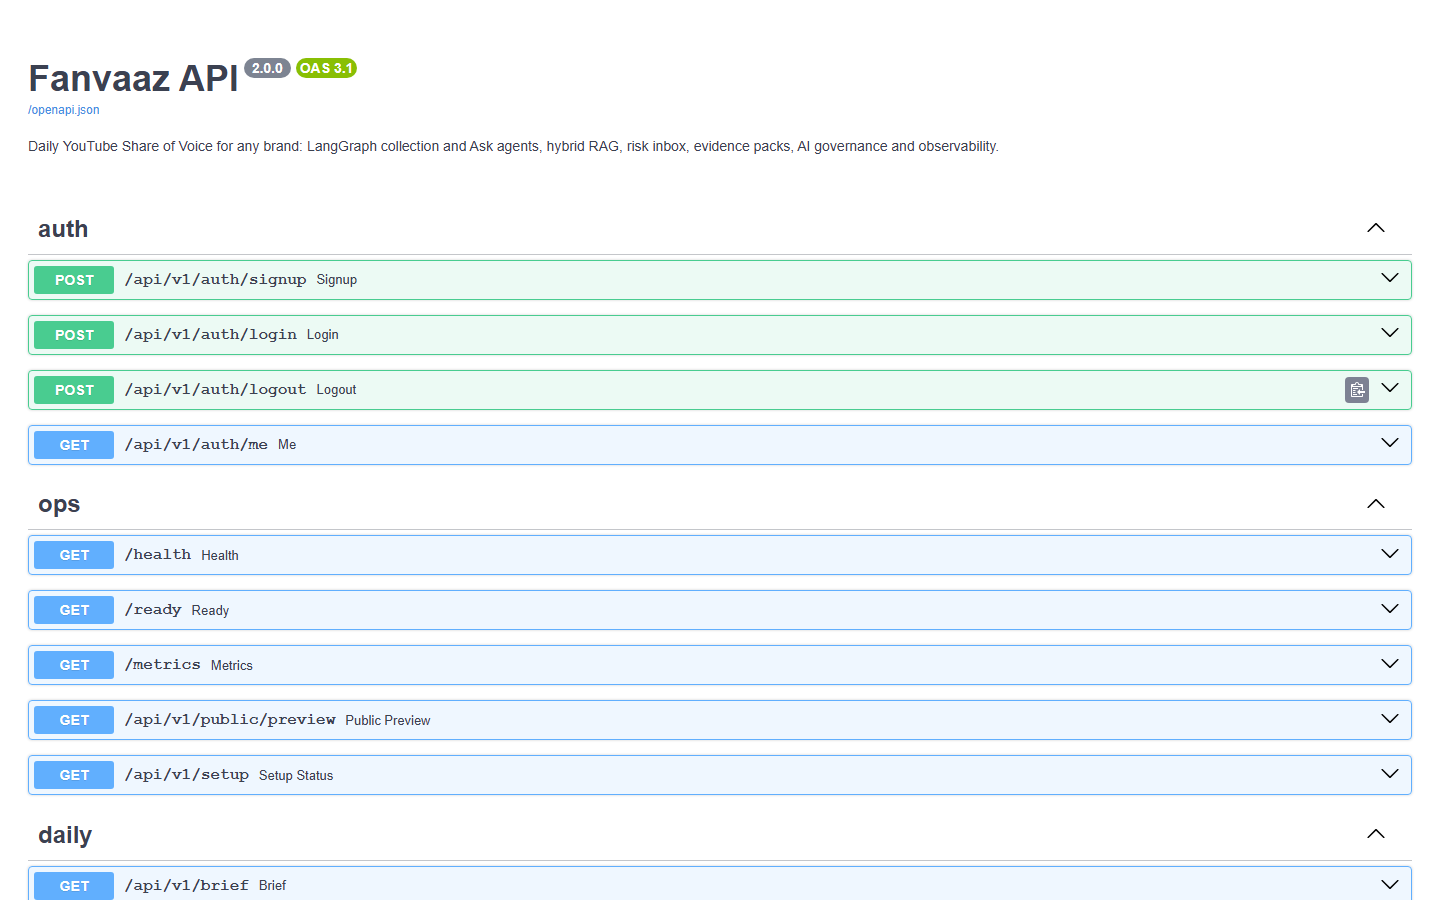 Fanvaaz API 2.0.0 OAS 3.1
/openapi.json
Daily YouTube Share of Voice for any brand: LangGraph collection and Ask agents, hybrid RAG, risk inbox, evidence packs, AI governance and observability.
auth
POST /api/v1/auth/signup Signup
POST /api/v1/auth/login Login
POST /api/v1/auth/logout Logout
GET /api/v1/auth/me Me
ops
GET /health Health
GET /ready Ready
GET /metrics Metrics
GET /api/v1/public/preview Public Preview
GET /api/v1/setup Setup Status
daily
GET /api/v1/brief Brief